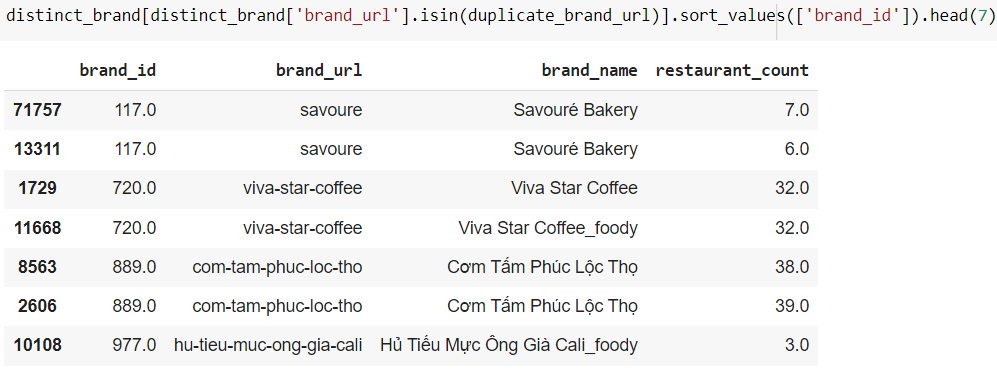 distinct_brand[distinct_brand['brand_url'].isin(duplicate_brand_url)].sort_values(['brand_id']).head(7)
brand_id brand_url brand_name restaurant_count
71757 117.0 savoure Savouré Bakery 7.0
13311 117.0 savoure Savouré Bakery 6.0
1729 720.0 viva-star-coffee Viva Star Coffee 32.0
11668 720.0 viva-star-coffee Viva Star Coffee_foody 32.0
8563 889.0 com-tam-phuc-loc-tho Cơm Tấm Phúc Lộc Thọ 38.0
2606 889.0 com-tam-phuc-loc-tho Cơm Tấm Phúc Lộc Thọ 39.0
10108 977.0 hu-tieu-muc-ong-gia-cali Hủ Tiếu Mực Ông Già Cali_foody 3.0